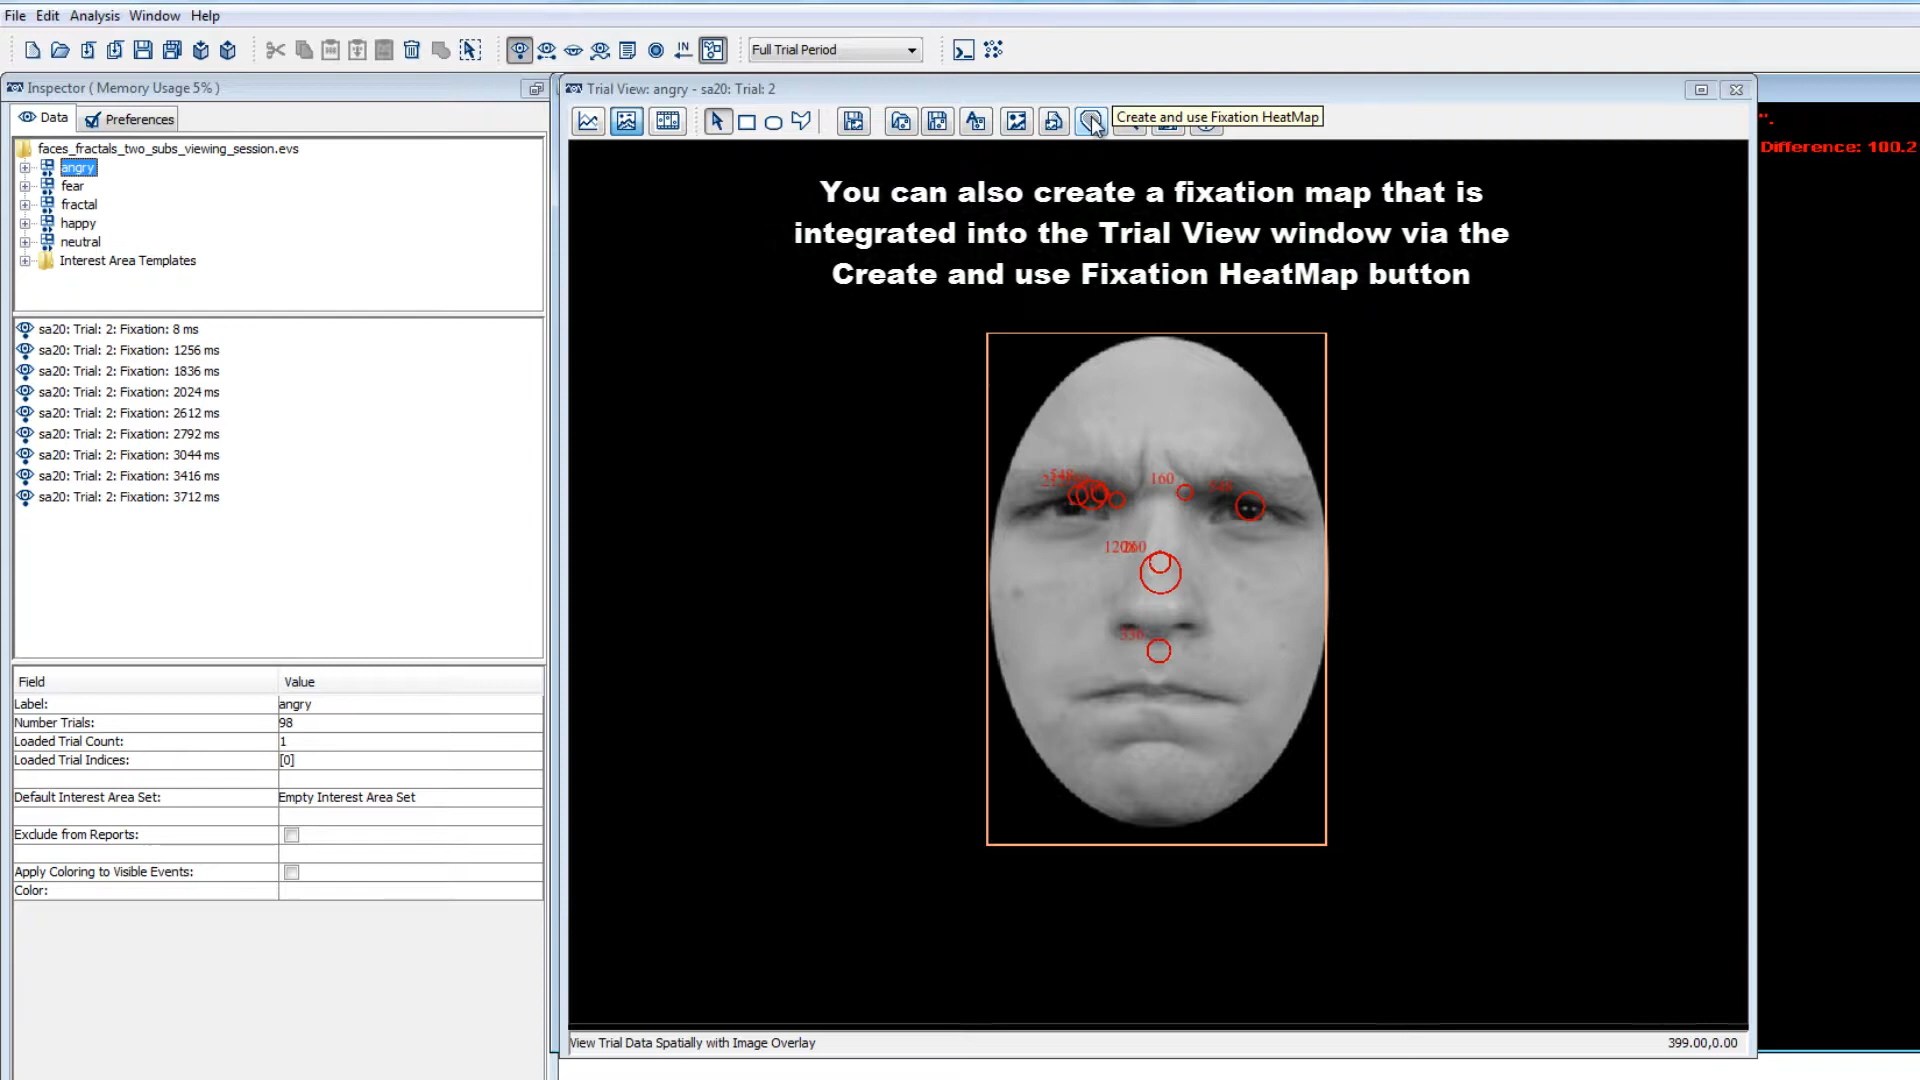 File Edit Analysis Window Help
Full Trial Period
IN
Inspector ( Memory Usage 5% )
Data
Preferences
faces_fractals_two_subs_viewing_session.evs
angry
fear
fractal
happy
neutral
Interest Area Templates
sa20: Trial: 2: Fixation: 8 ms
sa20: Trial: 2: Fixation: 1256 ms
sa20: Trial: 2: Fixation: 1836 ms
sa20: Trial: 2: Fixation: 2024 ms
sa20: Trial: 2: Fixation: 2612 ms
sa20: Trial: 2: Fixation: 2792 ms
sa20: Trial: 2: Fixation: 3044 ms
sa20: Trial: 2: Fixation: 3416 ms
sa20: Trial: 2: Fixation: 3712 ms
Field Value
Label: angry
Number Trials: 98
Loaded Trial Count: 1
Loaded Trial Indices: [0]
Default Interest Area Set: Empty Interest Area Set
Exclude from Reports:
Apply Coloring to Visible Events:
Color:
Trial View: angry - sa20: Trial: 2
Create and use Fixation HeatMap
You can also create a fixation map that is
integrated into the Trial View window via the
Create and use Fixation HeatMap button
160
View Trial Data Spatially with Image Overlay
399.00,0.00
".
Difference: 100.2